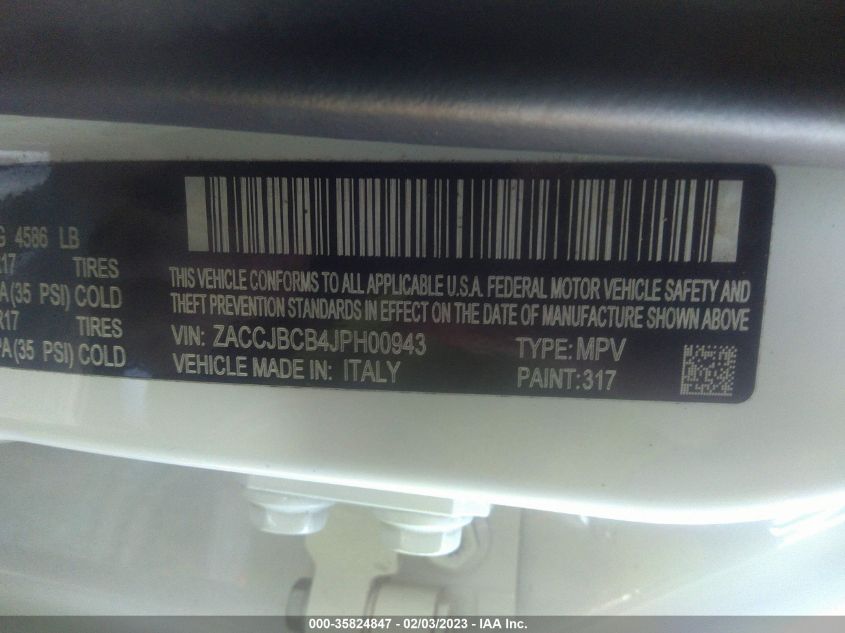 G 4586 LB
R17 TIRES
A(35 PSI) COLD
R17 TIRES
PA(35 PSI) COLD
THIS VEHICLE CONFORMS TO ALL APPLICABLE U.S.A. FEDERAL MOTOR VEHICLE SAFETY AND
THEFT PREVENTION STANDARDS IN EFFECT ON THE DATE OF MANUFACTURE SHOWN ABOVE
VIN: ZACCJBCB4JPH00943 TYPE: MPV
VEHICLE MADE IN: ITALY PAINT:317
000-35824847 - 02/03/2023 - IAA Inc.